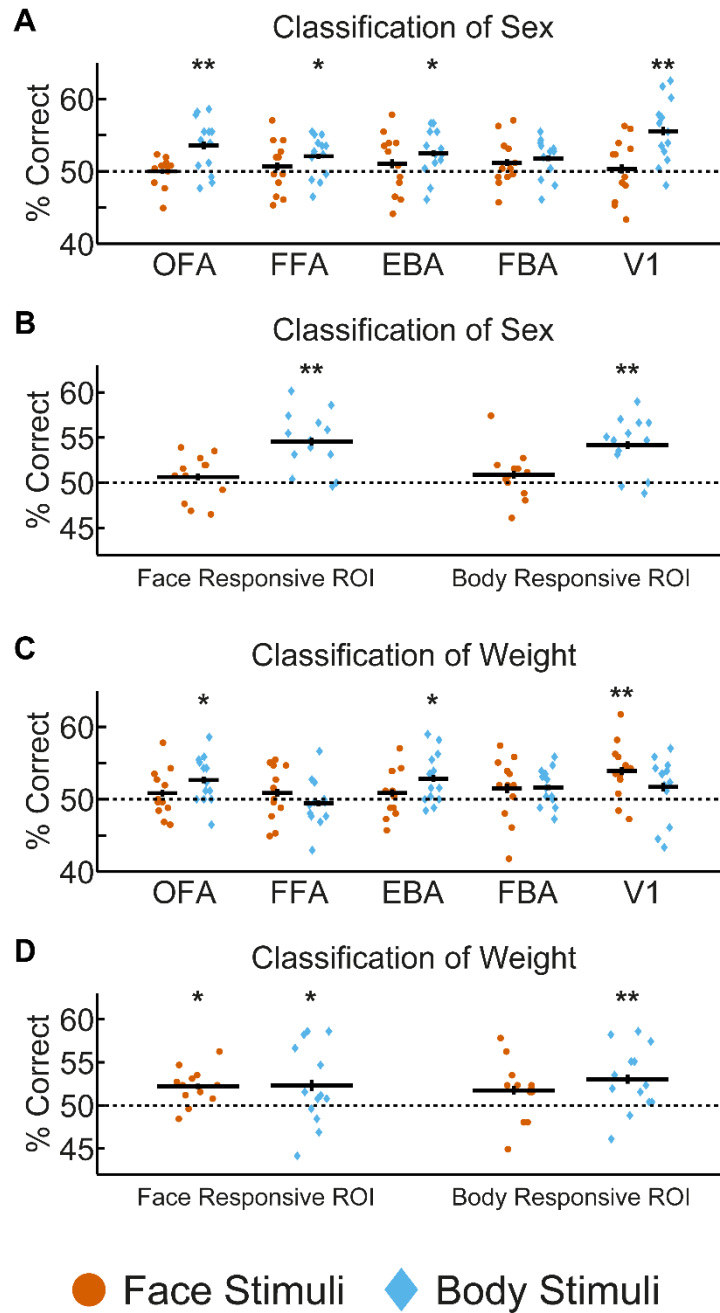 A
Classification of Sex
** * * **
% Correct
60
50
40
OFA FFA EBA FBA V1
B
Classification of Sex
** **
% Correct
60
55
50
45
Face Responsive ROI Body Responsive ROI
C
Classification of Weight
* * **
% Correct
60
50
40
OFA FFA EBA FBA V1
D
Classification of Weight
* * **
% Correct
60
55
50
45
Face Responsive ROI Body Responsive ROI
Face Stimuli Body Stimuli